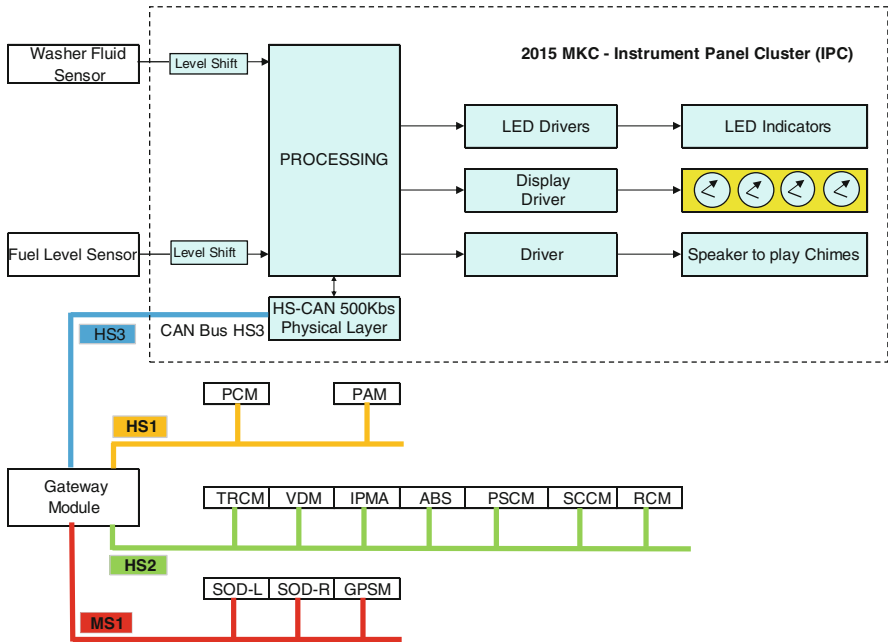 Washer Fluid
Sensor
Level Shift
2015 MKC - Instrument Panel Cluster (IPC)
PROCESSING
LED Drivers
LED Indicators
Display
Driver
Fuel Level Sensor
Level Shift
Driver
Speaker to play Chimes
HS-CAN 500Kbs
Physical Layer
CAN Bus HS3
HS3
PCM
PAM
HS1
Gateway
Module
TRCM
VDM
IPMA
ABS
PSCM
SCCM
RCM
HS2
SOD-L
SOD-R
GPSM
MS1